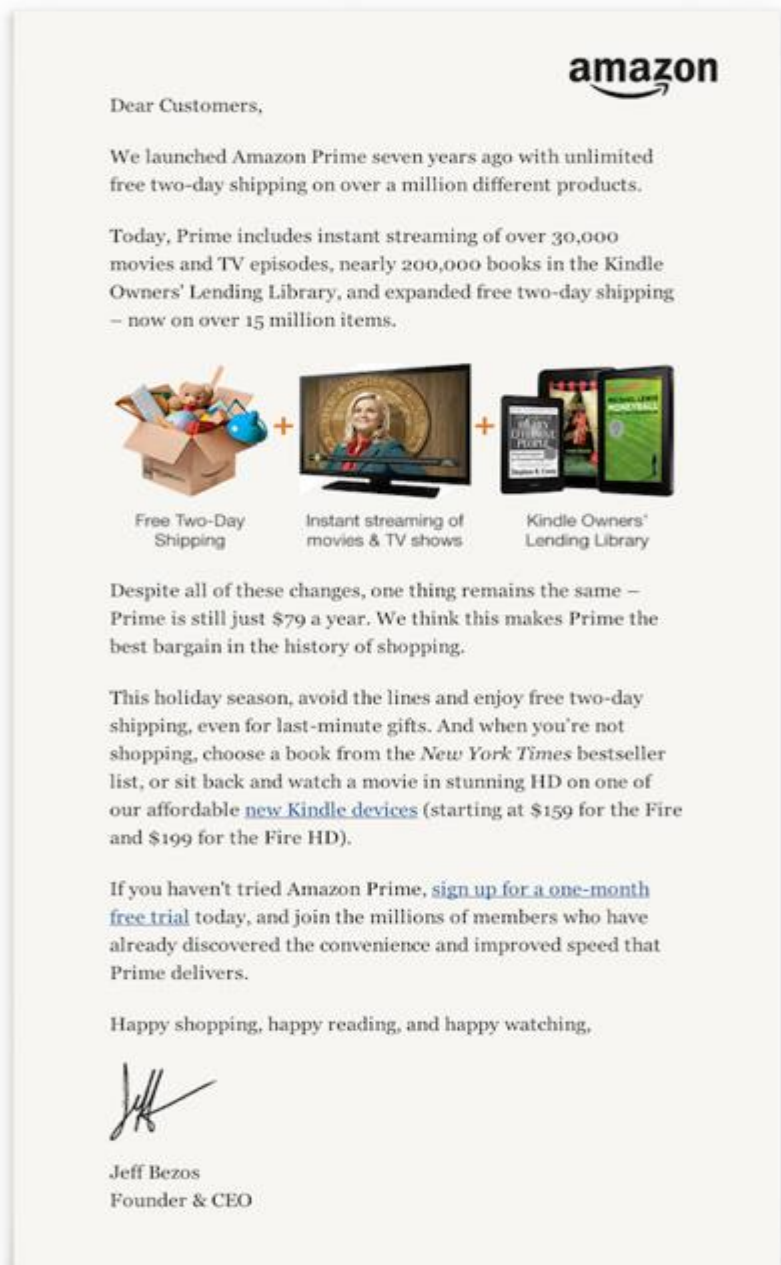 amazon
Dear Customers,
We launched Amazon Prime seven years ago with unlimited
free two-day shipping on over a million different products.
Today, Prime includes instant streaming of over 30,000
movies and TV episodes, nearly 200,000 books in the Kindle
Owners' Lending Library, and expanded free two-day shipping
– now on over 15 million items.
+
+
MICHAEL LEWIS
MONEYBALL
Free Two-Day
Shipping
Instant streaming of
movies & TV shows
Kindle Owners'
Lending Library
Despite all of these changes, one thing remains the same –
Prime is still just $79 a year. We think this makes Prime the
best bargain in the history of shopping.
This holiday season, avoid the lines and enjoy free two-day
shipping, even for last-minute gifts. And when you're not
shopping, choose a book from the New York Times bestseller
list, or sit back and watch a movie in stunning HD on one of
our affordable new Kindle devices (starting at $159 for the Fire
and $199 for the Fire HD).
If you haven't tried Amazon Prime, sign up for a one-month
free trial today, and join the millions of members who have
already discovered the convenience and improved speed that
Prime delivers.
Happy shopping, happy reading, and happy watching,
Jeff
Jeff Bezos
Founder & CEO